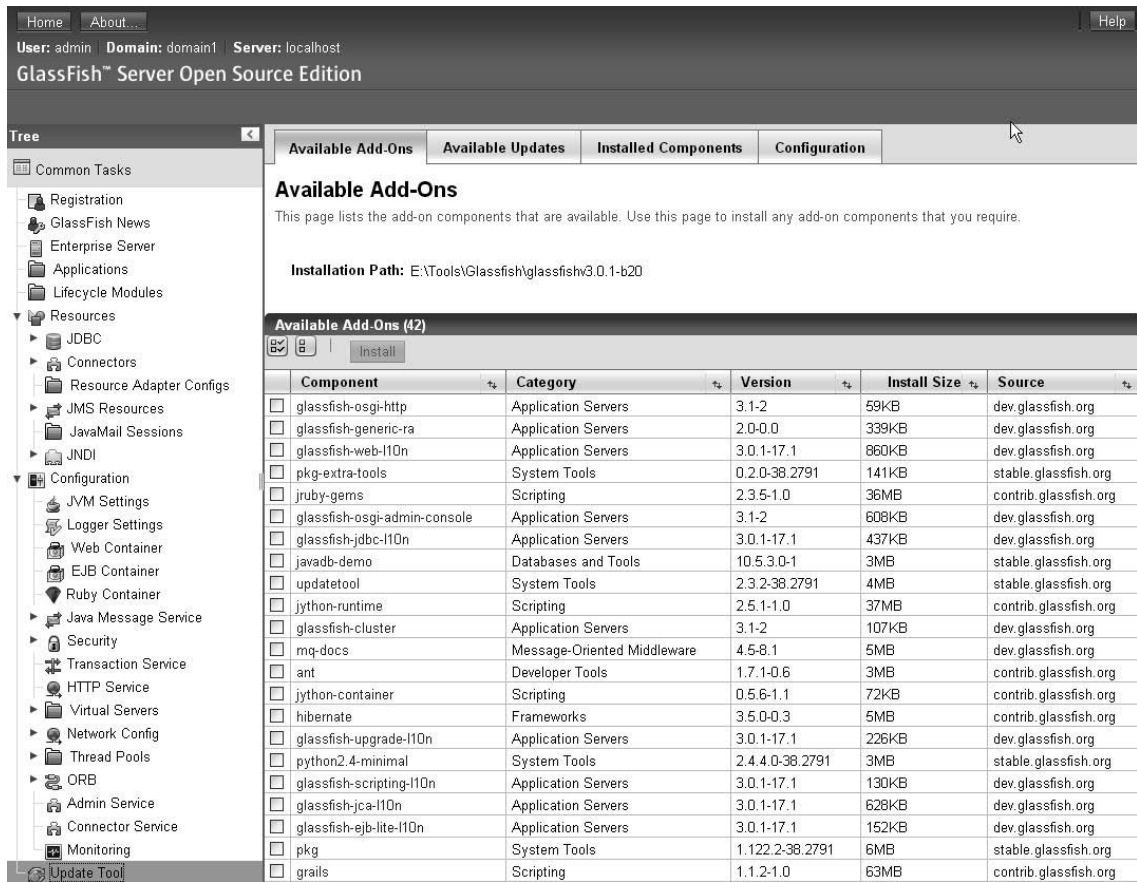 Home About... Help
User: admin Domain: domain1 Server: localhost
GlassFish™ Server Open Source Edition
Tree
Common Tasks
Registration
GlassFish News
Enterprise Server
Applications
Lifecycle Modules
Resources
JDBC
Connectors
Resource Adapter Configs
JMS Resources
JavaMail Sessions
JNDI
Configuration
JVM Settings
Logger Settings
Web Container
EJB Container
Ruby Container
Java Message Service
Security
Transaction Service
HTTP Service
Virtual Servers
Network Config
Thread Pools
ORB
Admin Service
Connector Service
Monitoring
Update Tool
Available Add-Ons Available Updates Installed Components Configuration
Available Add-Ons
This page lists the add-on components that are available. Use this page to install any add-on components that you require.
Installation Path: E:\Tools\Glassfish\glassfishv3.0.1-b20
Available Add-Ons (42)
Install
Component Category Version Install Size Source
glassfish-osgi-http Application Servers 3.1-2 59KB dev.glassfish.org
glassfish-generic-ra Application Servers 2.0-0.0 339KB dev.glassfish.org
glassfish-web-l10n Application Servers 3.0.1-17.1 860KB dev.glassfish.org
pkg-extra-tools System Tools 0.2.0-38.2791 141KB stable.glassfish.org
jruby-gems Scripting 2.3.5-1.0 36MB contrib.glassfish.org
glassfish-osgi-admin-console Application Servers 3.1-2 608KB dev.glassfish.org
glassfish-jdbc-l10n Application Servers 3.0.1-17.1 437KB dev.glassfish.org
javadb-demo Databases and Tools 10.5.3.0-1 3MB stable.glassfish.org
updatetool System Tools 2.3.2-38.2791 4MB stable.glassfish.org
jython-runtime Scripting 2.5.1-1.0 37MB contrib.glassfish.org
glassfish-cluster Application Servers 3.1-2 107KB dev.glassfish.org
mq-docs Message-Oriented Middleware 4.5-8.1 5MB dev.glassfish.org
ant Developer Tools 1.7.1-0.6 3MB contrib.glassfish.org
jython-container Scripting 0.5.6-1.1 72KB contrib.glassfish.org
hibernate Frameworks 3.5.0-0.3 5MB contrib.glassfish.org
glassfish-upgrade-l10n Application Servers 3.0.1-17.1 226KB dev.glassfish.org
python2.4-minimal System Tools 2.4.4.0-38.2791 3MB stable.glassfish.org
glassfish-scripting-l10n Application Servers 3.0.1-17.1 130KB dev.glassfish.org
glassfish-jca-l10n Application Servers 3.0.1-17.1 628KB dev.glassfish.org
glassfish-ejb-lite-l10n Application Servers 3.0.1-17.1 152KB dev.glassfish.org
pkg System Tools 1.122.2-38.2791 6MB stable.glassfish.org
grails Scripting 1.1.2-1.0 63MB contrib.glassfish.org